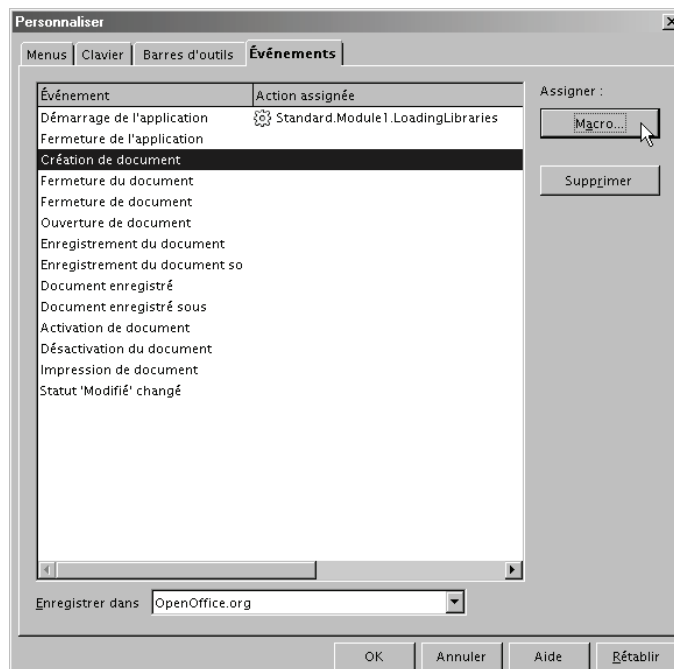 Personnaliser
Menus Clavier Barres d'outils Événements
Événement Action assignée
Assigner :
Démarrage de l'application Standard.Module1.LoadingLibraries
Macro...
Fermeture de l'application
Création de document
Fermeture du document
Supprimer
Fermeture de document
Ouverture de document
Enregistrement du document
Enregistrement du document so
Document enregistré
Document enregistré sous
Activation de document
Désactivation du document
Impression de document
Statut 'Modifié' changé
Enregistrer dans OpenOffice.org
OK Annuler Aide Rétablir